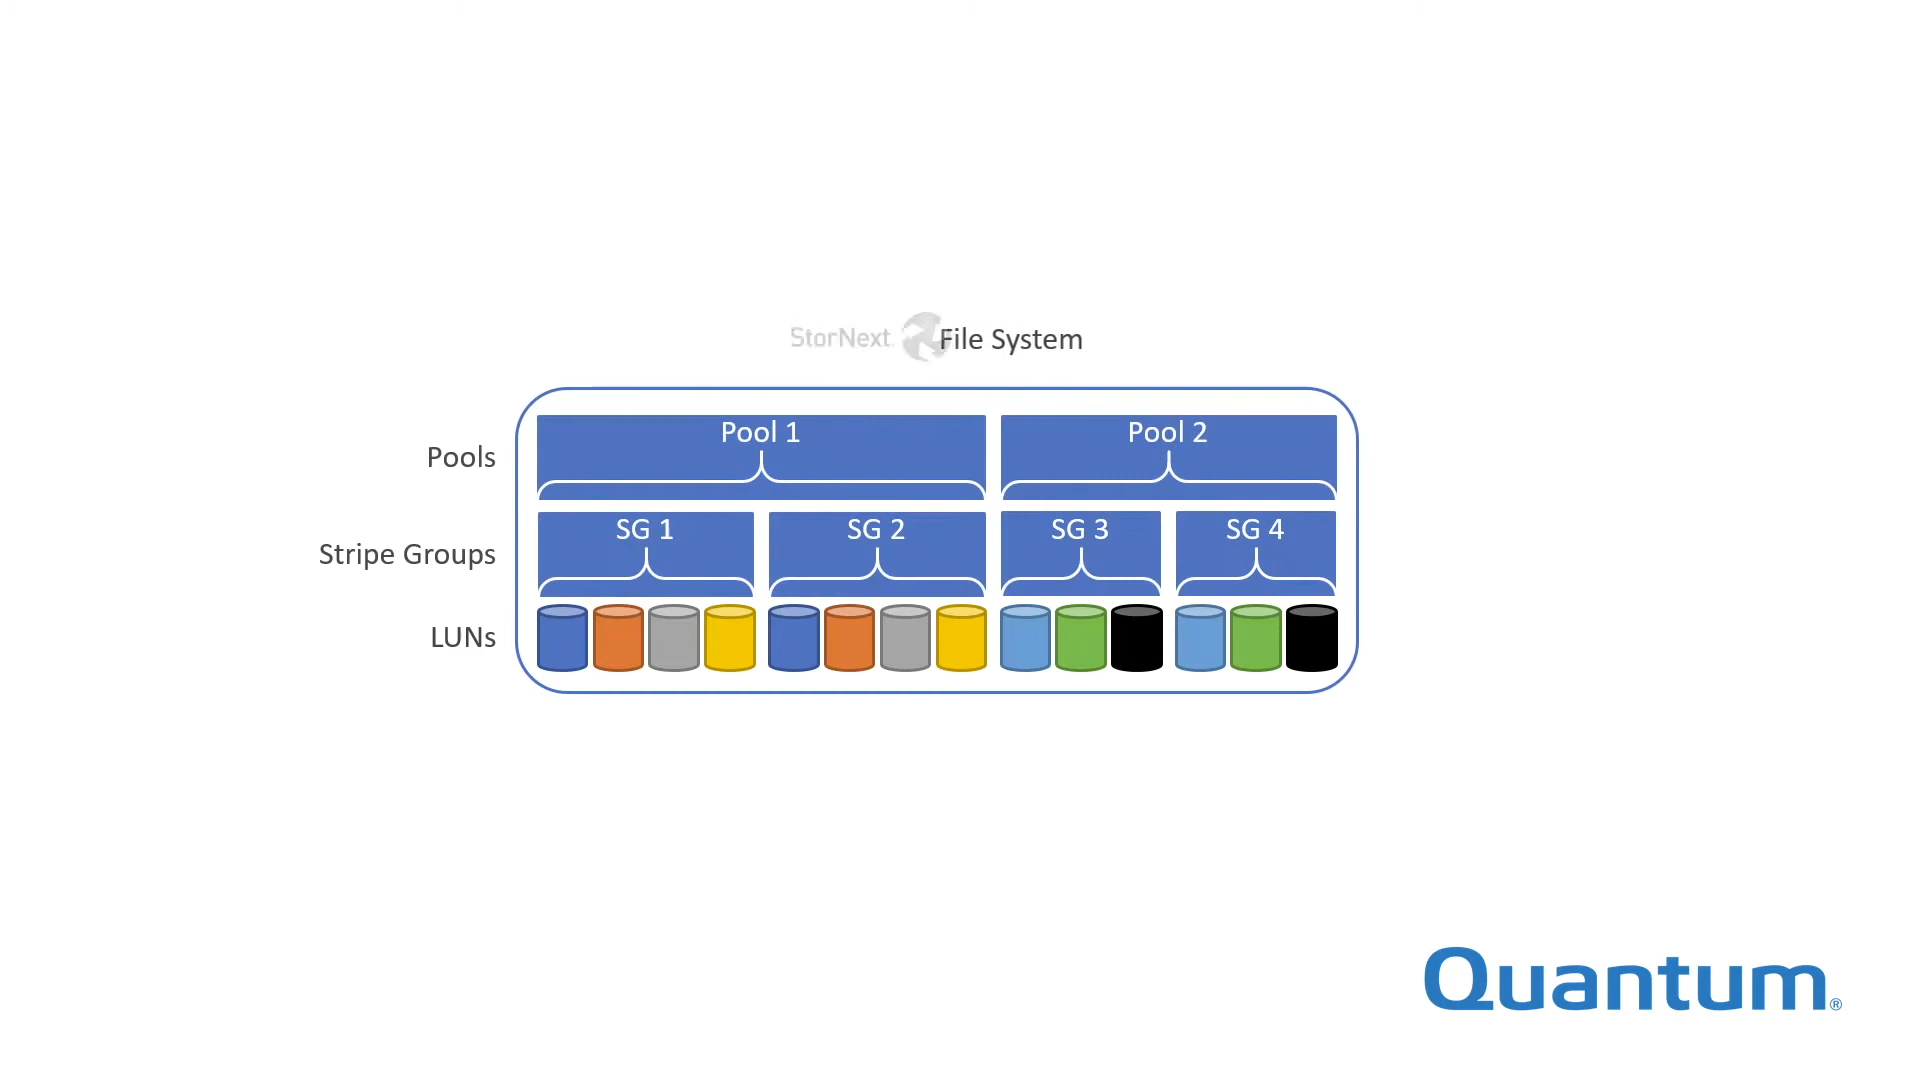 StorNext File System
Pools
Pool 1
Pool 2
Stripe Groups
SG 1
SG 2
SG 3
SG 4
LUNs
Quantum®